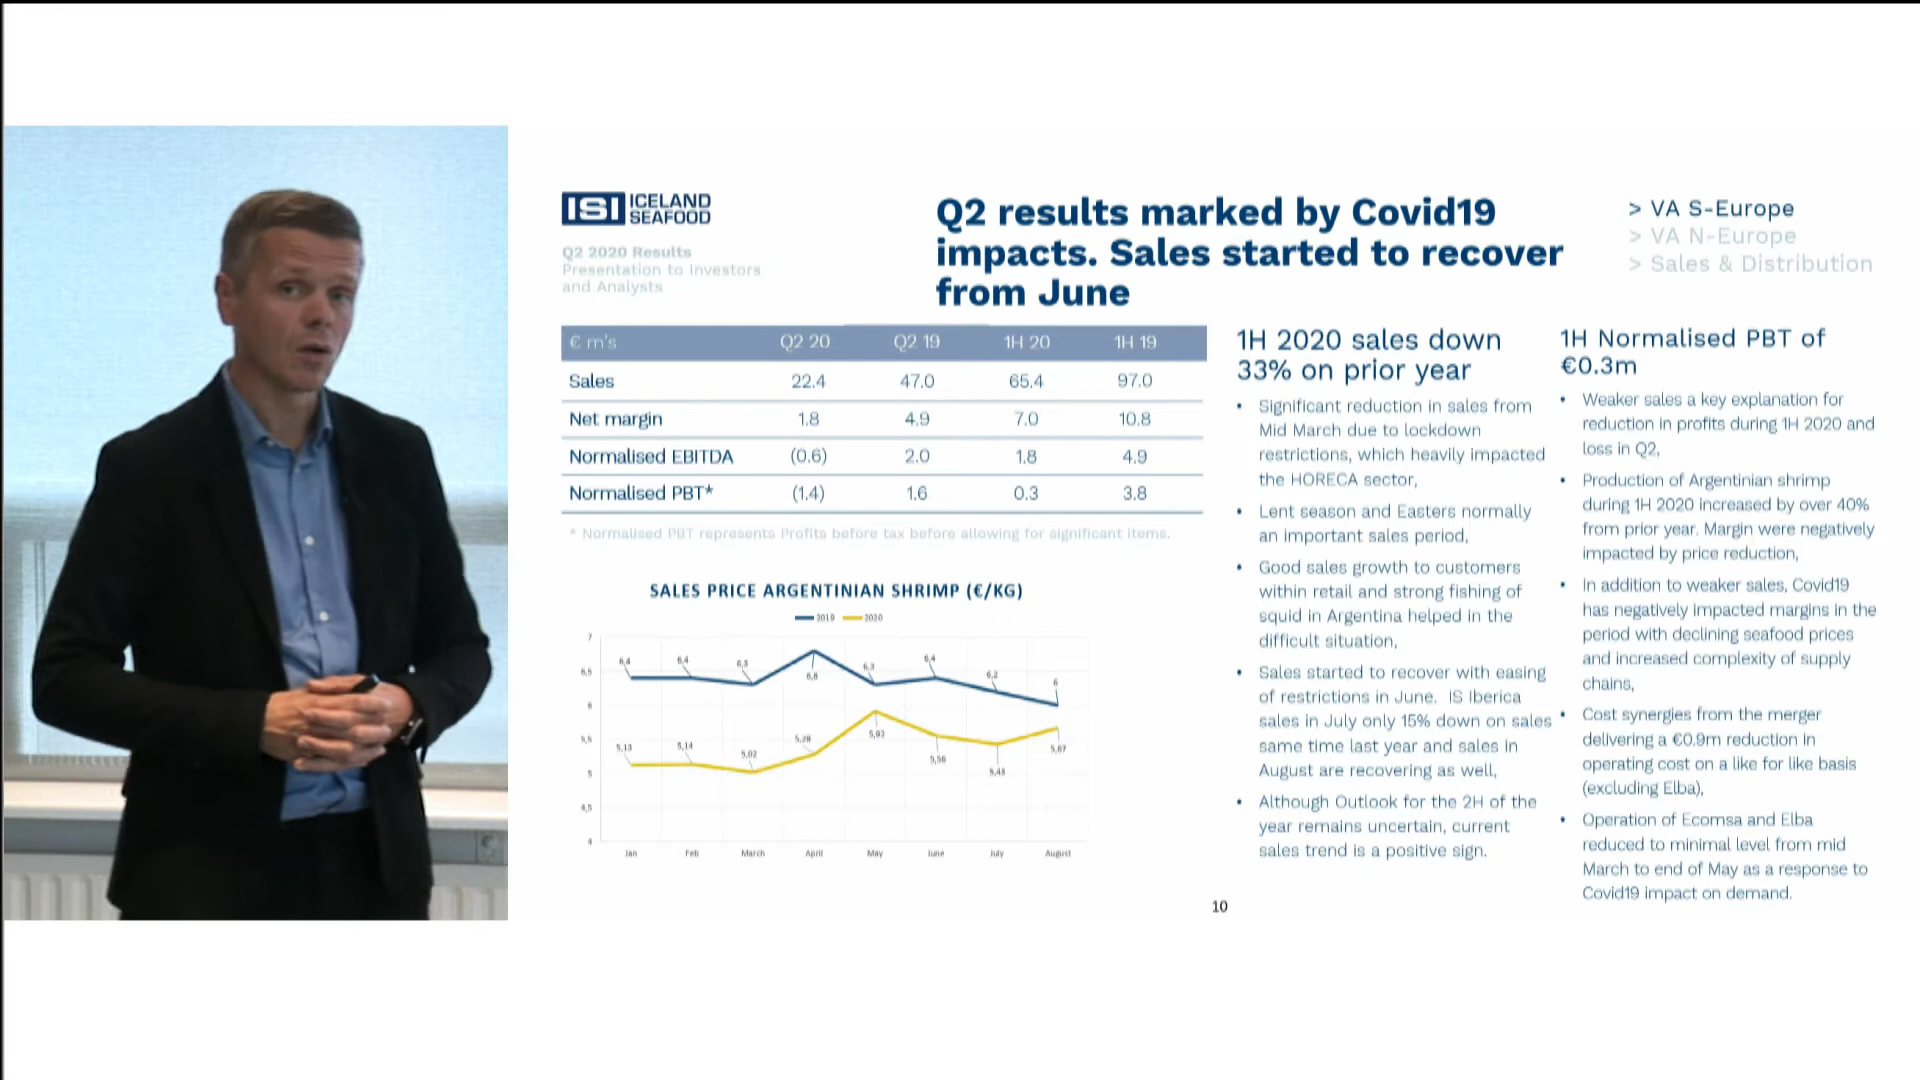 ISI ICELAND
SEAFOOD
Q2 2020 Results
Presentation to Investors
and Analysts
Q2 results marked by Covid19
impacts. Sales started to recover
from June
> VA S-Europe
> VA N-Europe
> Sales & Distribution
€ m's Q2 20 Q2 19 1H 20 1H 19
Sales 22.4 47.0 65.4 97.0
Net margin 1.8 4.9 7.0 10.8
Normalised EBITDA (0.6) 2.0 1.8 4.9
Normalised PBT* (1.4) 1.6 0.3 3.8
* Normalised PBT represents Profits before tax before allowing for significant items.
SALES PRICE ARGENTINIAN SHRIMP (€/KG)
2019 2020
7
6,5
6
5,5
5
4,5
4
6,4 6,4 6,3 6,8 6,3 6,4 6,2 6
5,13 5,14 5,02 5,28 5,92 5,56 5,44 5,67
Jan Feb March April May June July August
1H 2020 sales down
33% on prior year
• Significant reduction in sales from
Mid March due to lockdown
restrictions, which heavily impacted
the HORECA sector,
• Lent season and Easters normally
an important sales period,
• Good sales growth to customers
within retail and strong fishing of
squid in Argentina helped in the
difficult situation,
• Sales started to recover with easing
of restrictions in June. IS Iberica
sales in July only 15% down on sales
same time last year and sales in
August are recovering as well,
• Although Outlook for the 2H of the
year remains uncertain, current
sales trend is a positive sign.
1H Normalised PBT of
€0.3m
• Weaker sales a key explanation for
reduction in profits during 1H 2020 and
loss in Q2,
• Production of Argentinian shrimp
during 1H 2020 increased by over 40%
from prior year. Margin were negatively
impacted by price reduction,
• In addition to weaker sales, Covid19
has negatively impacted margins in the
period with declining seafood prices
and increased complexity of supply
chains,
• Cost synergies from the merger
delivering a €0.9m reduction in
operating cost on a like for like basis
(excluding Elba),
• Operation of Ecomsa and Elba
reduced to minimal level from mid
March to end of May as a response to
Covid19 impact on demand.
10